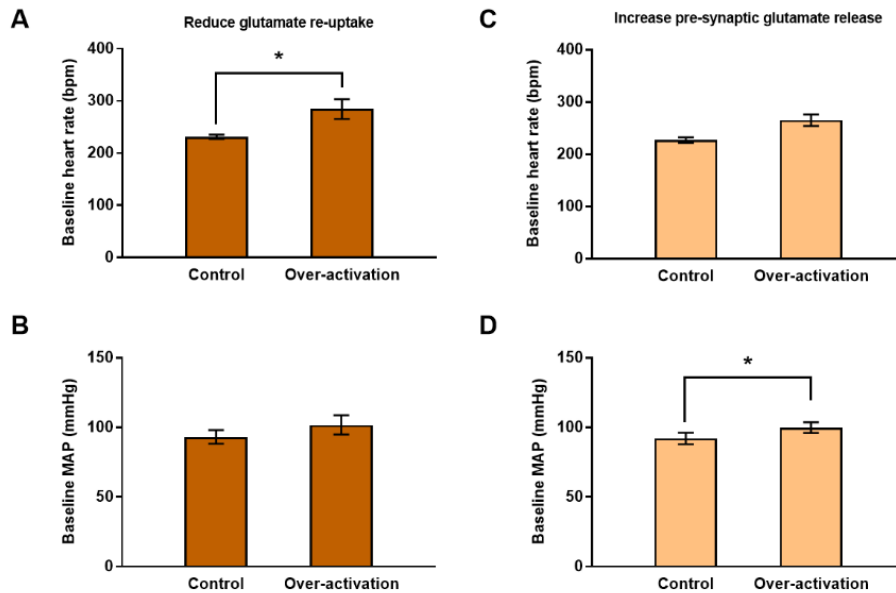 A
Reduce glutamate re-uptake
Baseline heart rate (bpm)
400
300
200
100
0
*
Control
Over-activation
B
Baseline MAP (mmHg)
150
100
50
0
Control
Over-activation
C
Increase pre-synaptic glutamate release
Baseline heart rate (bpm)
400
300
200
100
0
Control
Over-activation
D
Baseline MAP (mmHg)
150
100
50
0
*
Control
Over-activation